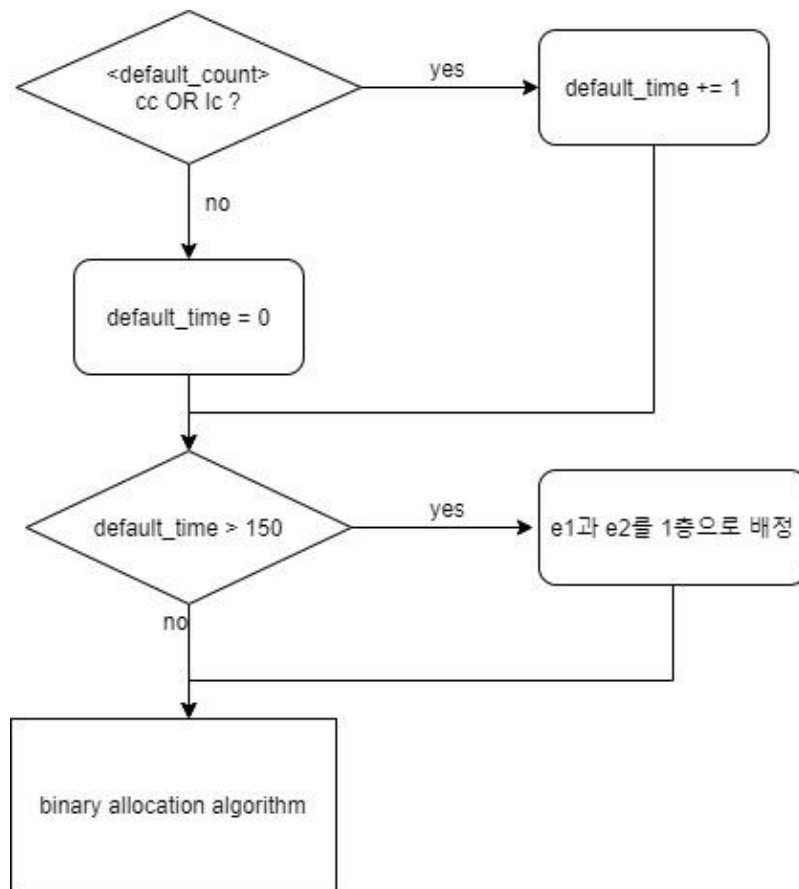 <default_count>
cc OR lc ?
yes
default_time += 1
no
default_time = 0
default_time > 150
yes
e1과 e2를 1층으로 배정
no
binary allocation algorithm